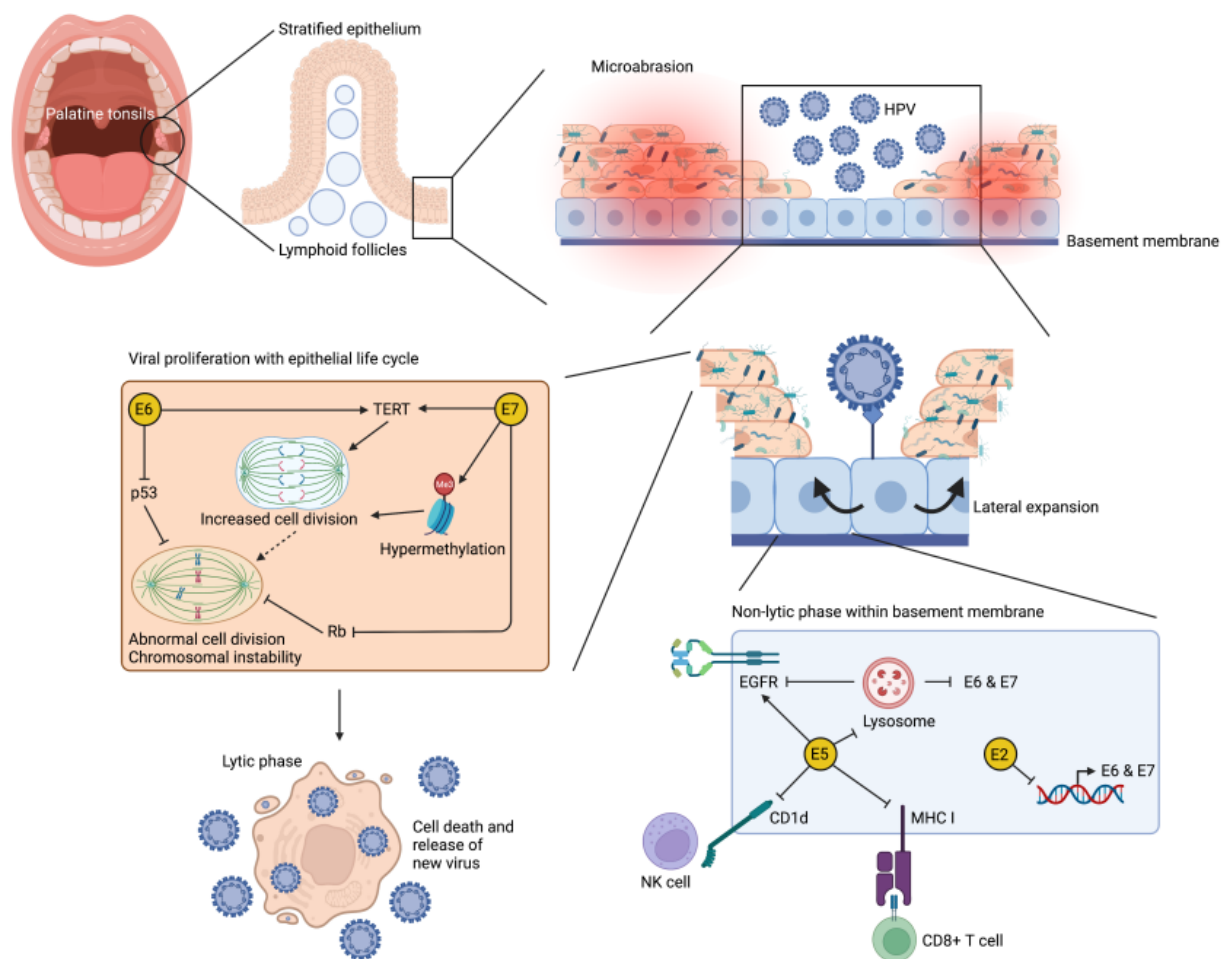 Stratified epithelium
Palatine tonsils
Lymphoid follicles
Microabrasion
HPV
Basement membrane
Viral proliferation with epithelial life cycle
E6
TERT
E7
p53
Me3
Increased cell division
Hypermethylation
Rb
Abnormal cell division
Chromosomal instability
Lateral expansion
Non-lytic phase within basement membrane
EGFR
Lysosome
E6 & E7
E5
E2
E6 & E7
CD1d
MHC I
NK cell
CD8+ T cell
Lytic phase
Cell death and
release of
new virus